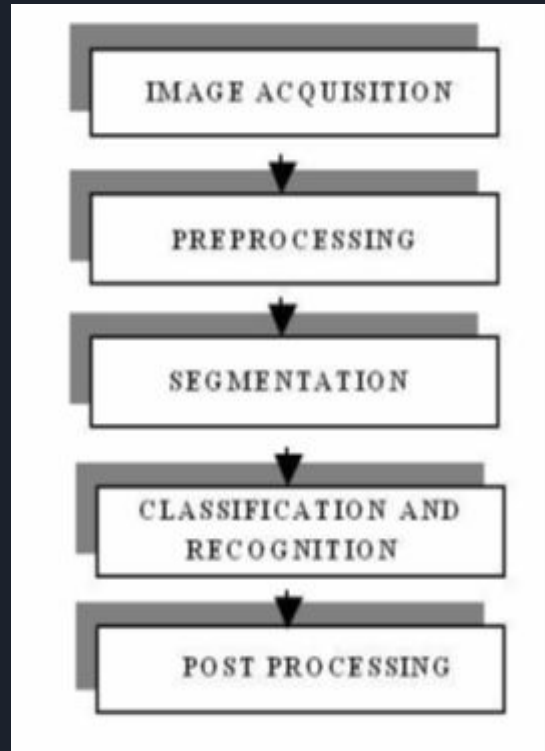 IMAGE ACQUISITION
PREPROCESSING
SEGMENTATION
CLASSIFICATION AND
RECOGNITION
POST PROCESSING